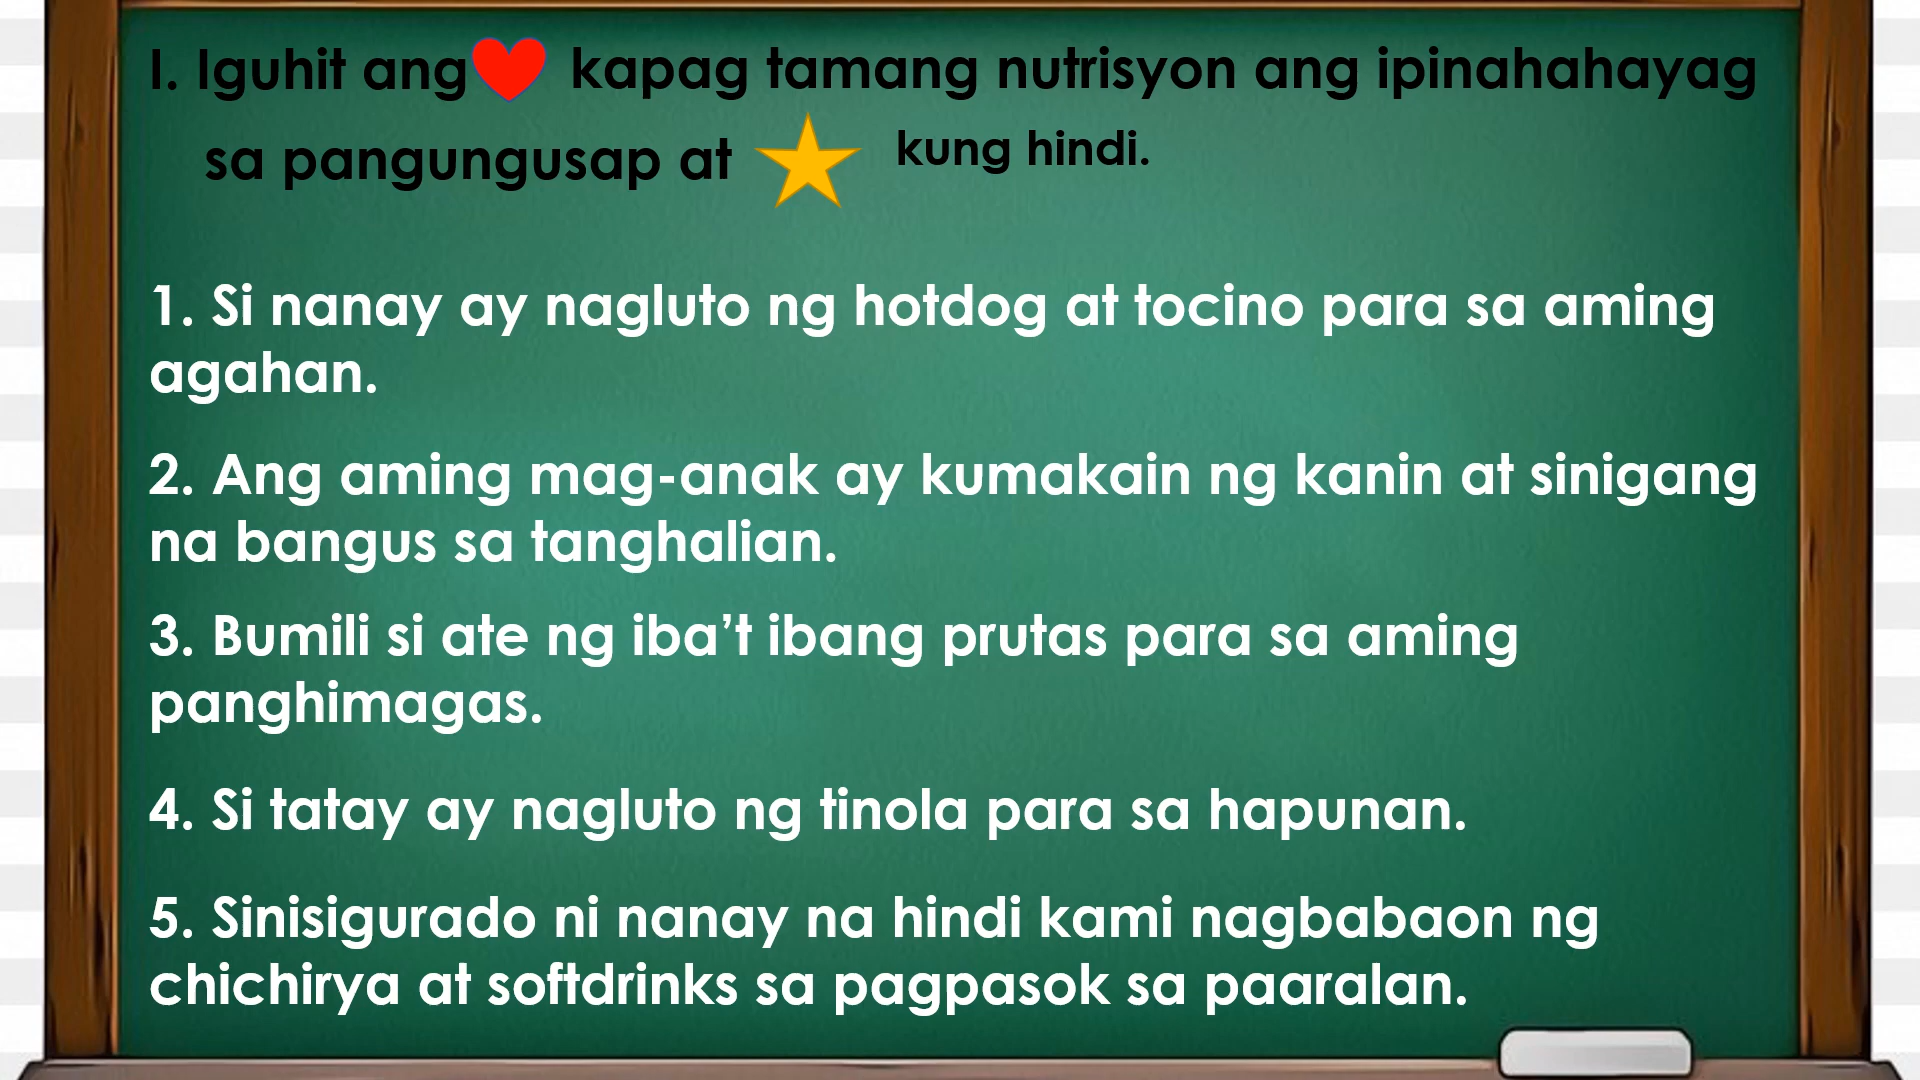 I. Iguhit ang kapag tamang nutrisyon ang ipinahahayag
sa pangungusap at kung hindi.
1. Si nanay ay nagluto ng hotdog at tocino para sa aming
agahan.
2. Ang aming mag-anak ay kumakain ng kanin at sinigang
na bangus sa tanghalian.
3. Bumili si ate ng iba’t ibang prutas para sa aming
panghimagas.
4. Si tatay ay nagluto ng tinola para sa hapunan.
5. Sinisigurado ni nanay na hindi kami nagbabaon ng
chichirya at softdrinks sa pagpasok sa paaralan.